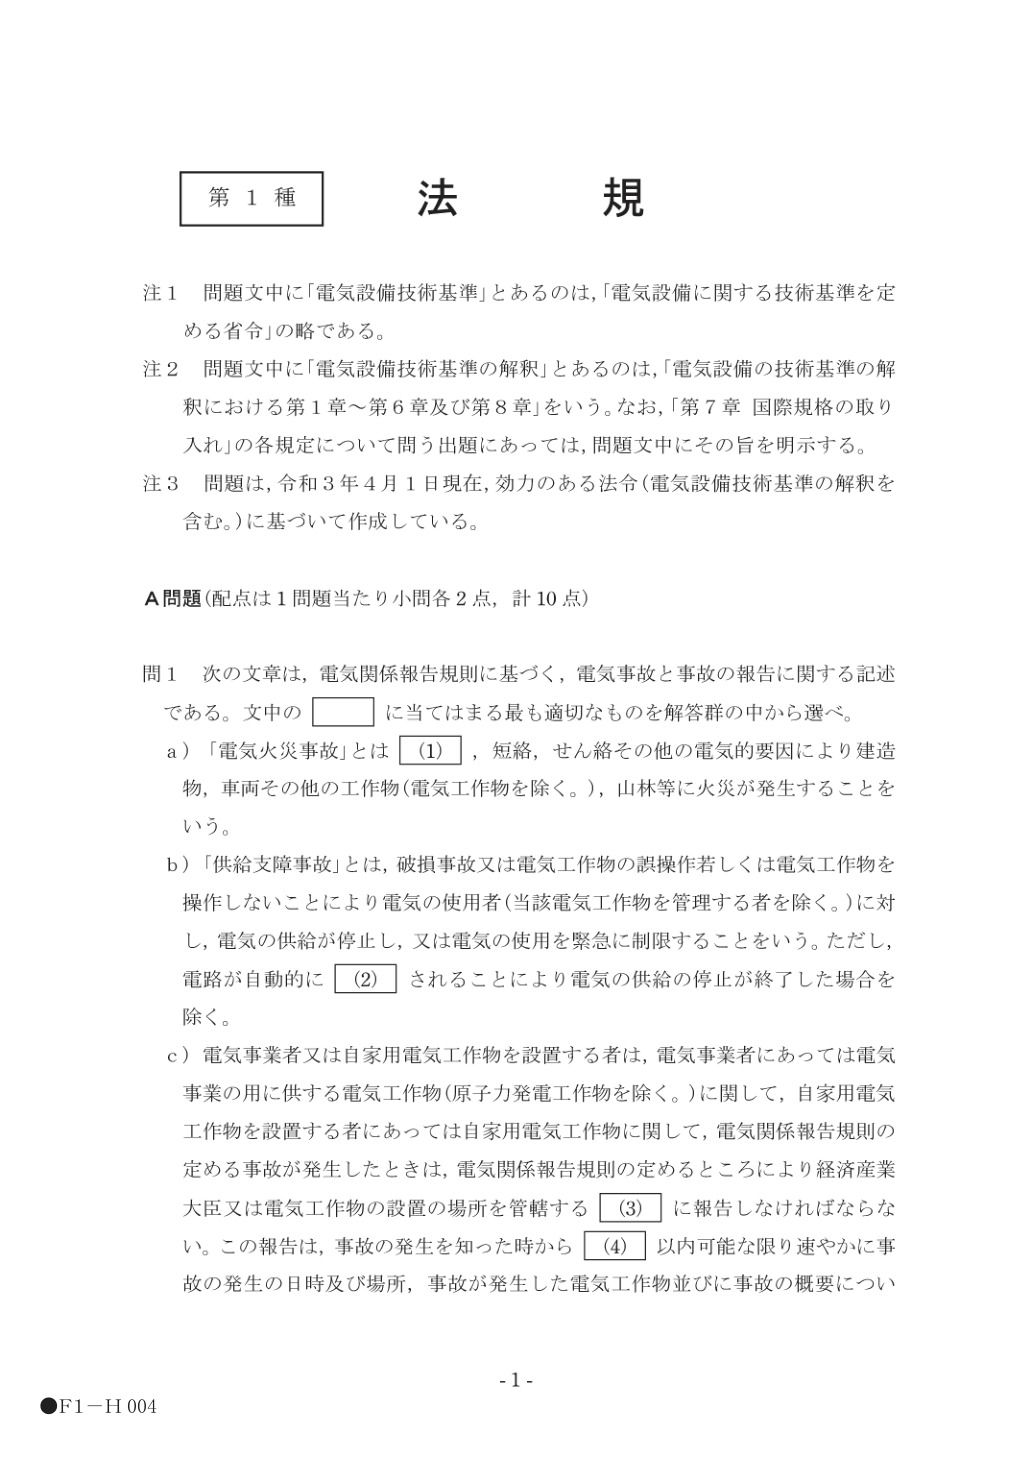 第 1 種　法　規
注1　問題文中に「電気設備技術基準」とあるのは,「電気設備に関する技術基準を定
める省令」の略である。
注2　問題文中に「電気設備技術基準の解釈」とあるのは,「電気設備の技術基準の解
釈における第1章～第6章及び第8章」をいう。なお,「第7章 国際規格の取り
入れ」の各規定について問う出題にあっては, 問題文中にその旨を明示する。
注3　問題は, 令和3年4月1日現在, 効力のある法令(電気設備技術基準の解釈を
含む。)に基づいて作成している。
A問題(配点は1問題当たり小問各2点, 計10点)
問1　次の文章は, 電気関係報告規則に基づく, 電気事故と事故の報告に関する記述
である。文中の　　に当てはまる最も適切なものを解答群の中から選べ。
a)「電気火災事故」とは (1) , 短絡, せん絡その他の電気的要因により建造
物, 車両その他の工作物(電気工作物を除く。), 山林等に火災が発生することを
いう。
b)「供給支障事故」とは, 破損事故又は電気工作物の誤操作若しくは電気工作物を
操作しないことにより電気の使用者(当該電気工作物を管理する者を除く。)に対
し, 電気の供給が停止し, 又は電気の使用を緊急に制限することをいう。ただし,
電路が自動的に (2) されることにより電気の供給の停止が終了した場合を
除く。
c) 電気事業者又は自家用電気工作物を設置する者は, 電気事業者にあっては電気
事業の用に供する電気工作物(原子力発電工作物を除く。)に関して, 自家用電気
工作物を設置する者にあっては自家用電気工作物に関して, 電気関係報告規則の
定める事故が発生したときは, 電気関係報告規則の定めるところにより経済産業
大臣又は電気工作物の設置の場所を管轄する (3) に報告しなければならな
い。この報告は, 事故の発生を知った時から (4) 以内可能な限り速やかに事
故の発生の日時及び場所, 事故が発生した電気工作物並びに事故の概要につい
- 1 -
●F1－H 004